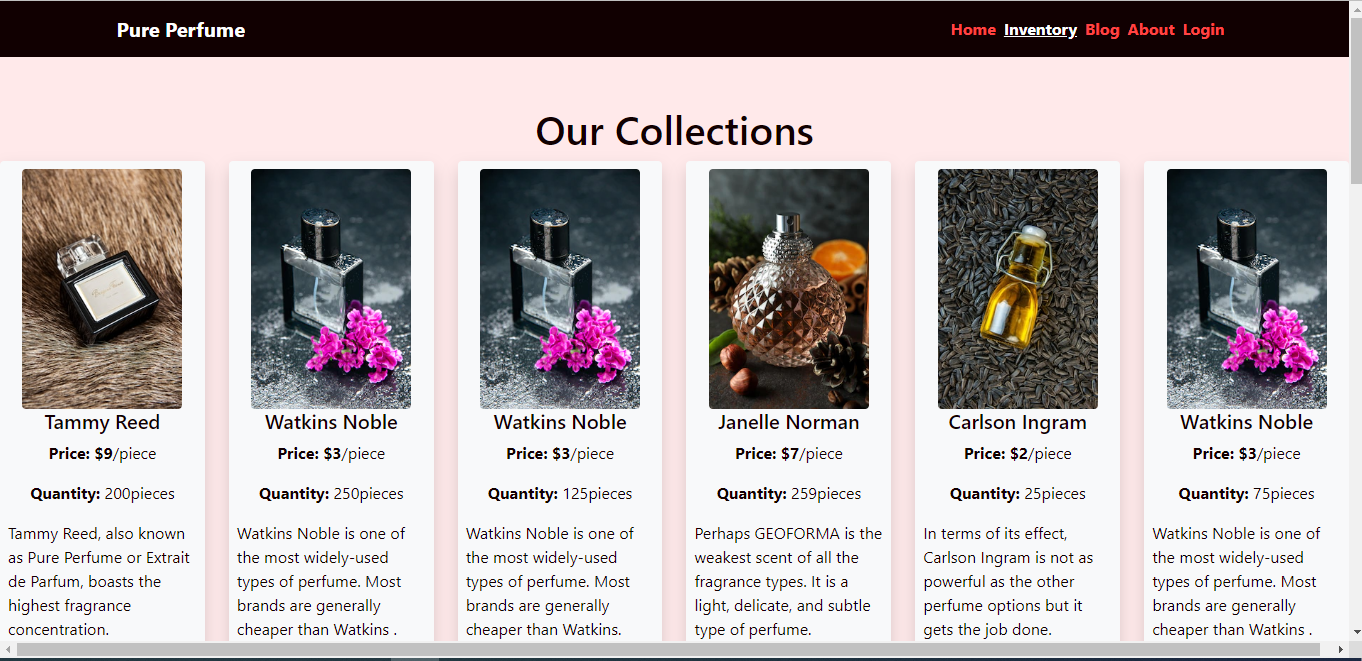 Pure Perfume
Home Inventory Blog About Login
Our Collections
Tammy Reed
Price: $9/piece
Quantity: 200pieces
Tammy Reed, also known
as Pure Perfume or Extrait
de Parfum, boasts the
highest fragrance
concentration.
Watkins Noble
Price: $3/piece
Quantity: 250pieces
Watkins Noble is one of
the most widely-used
types of perfume. Most
brands are generally
cheaper than Watkins .
Watkins Noble
Price: $3/piece
Quantity: 125pieces
Watkins Noble is one of
the most widely-used
types of perfume. Most
brands are generally
cheaper than Watkins.
Janelle Norman
Price: $7/piece
Quantity: 259pieces
Perhaps GEOFORMA is the
weakest scent of all the
fragrance types. It is a
light, delicate, and subtle
type of perfume.
Carlson Ingram
Price: $2/piece
Quantity: 25pieces
In terms of its effect,
Carlson Ingram is not as
powerful as the other
perfume options but it
gets the job done.
Watkins Noble
Price: $3/piece
Quantity: 75pieces
Watkins Noble is one of
the most widely-used
types of perfume. Most
brands are generally
cheaper than Watkins .